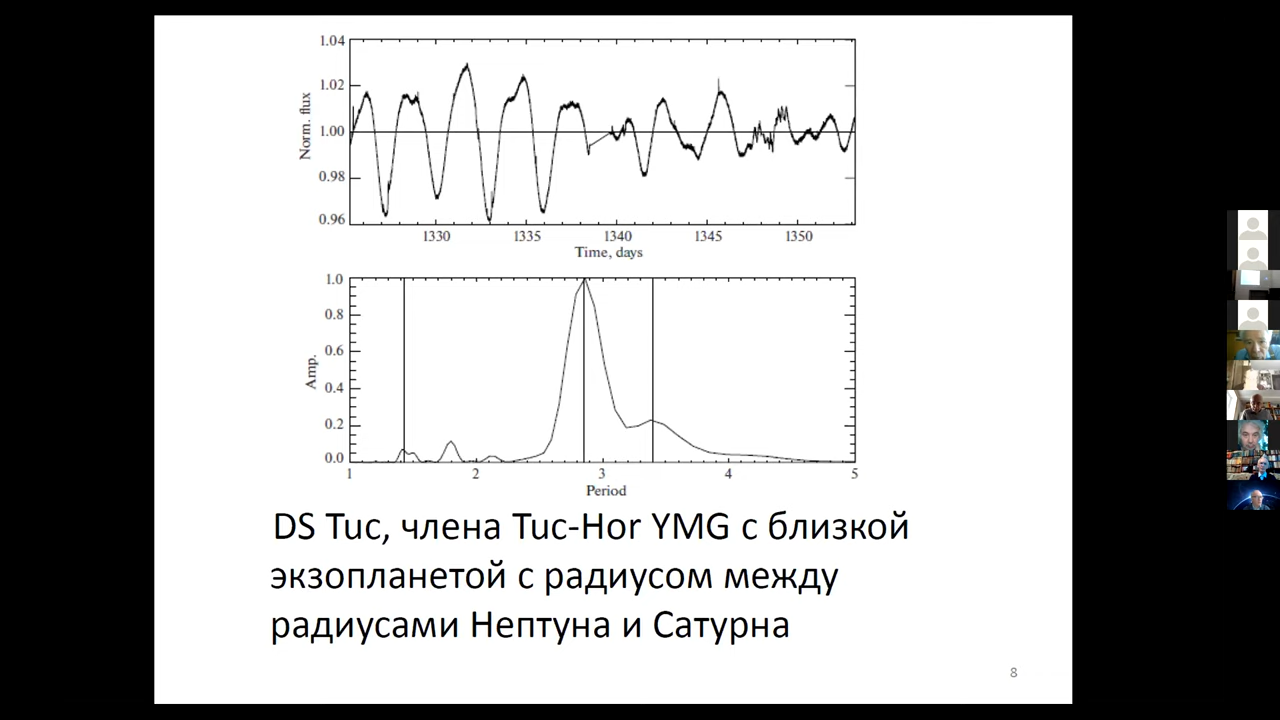 1.04
1.02
1.00
0.98
0.96
Norm. flux
1330 1335 1340 1345 1350
Time, days
1.0
0.8
0.6
0.4
0.2
0.0
Amp.
1 2 3 4 5
Period
DS Tuc, члена Tuc-Hor YMG с близкой
экзопланетой с радиусом между
радиусами Нептуна и Сатурна
8